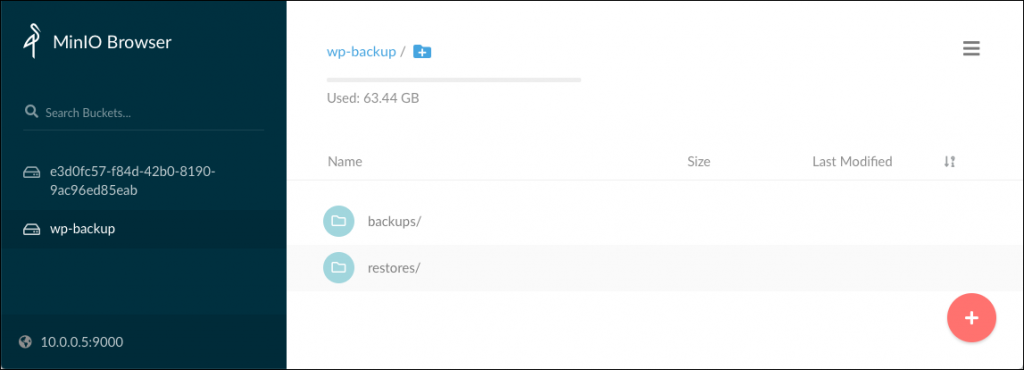 MinIO Browser
Search Buckets...
e3d0fc57-f84d-42b0-8190-
9ac96ed85eab
wp-backup
10.0.0.5:9000
wp-backup /
Used: 63.44 GB
Name Size Last Modified
backups/
restores/